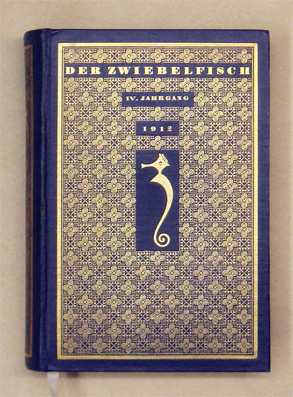 DER ZWIEBELFISCH
IV. JAHRGANG
1912